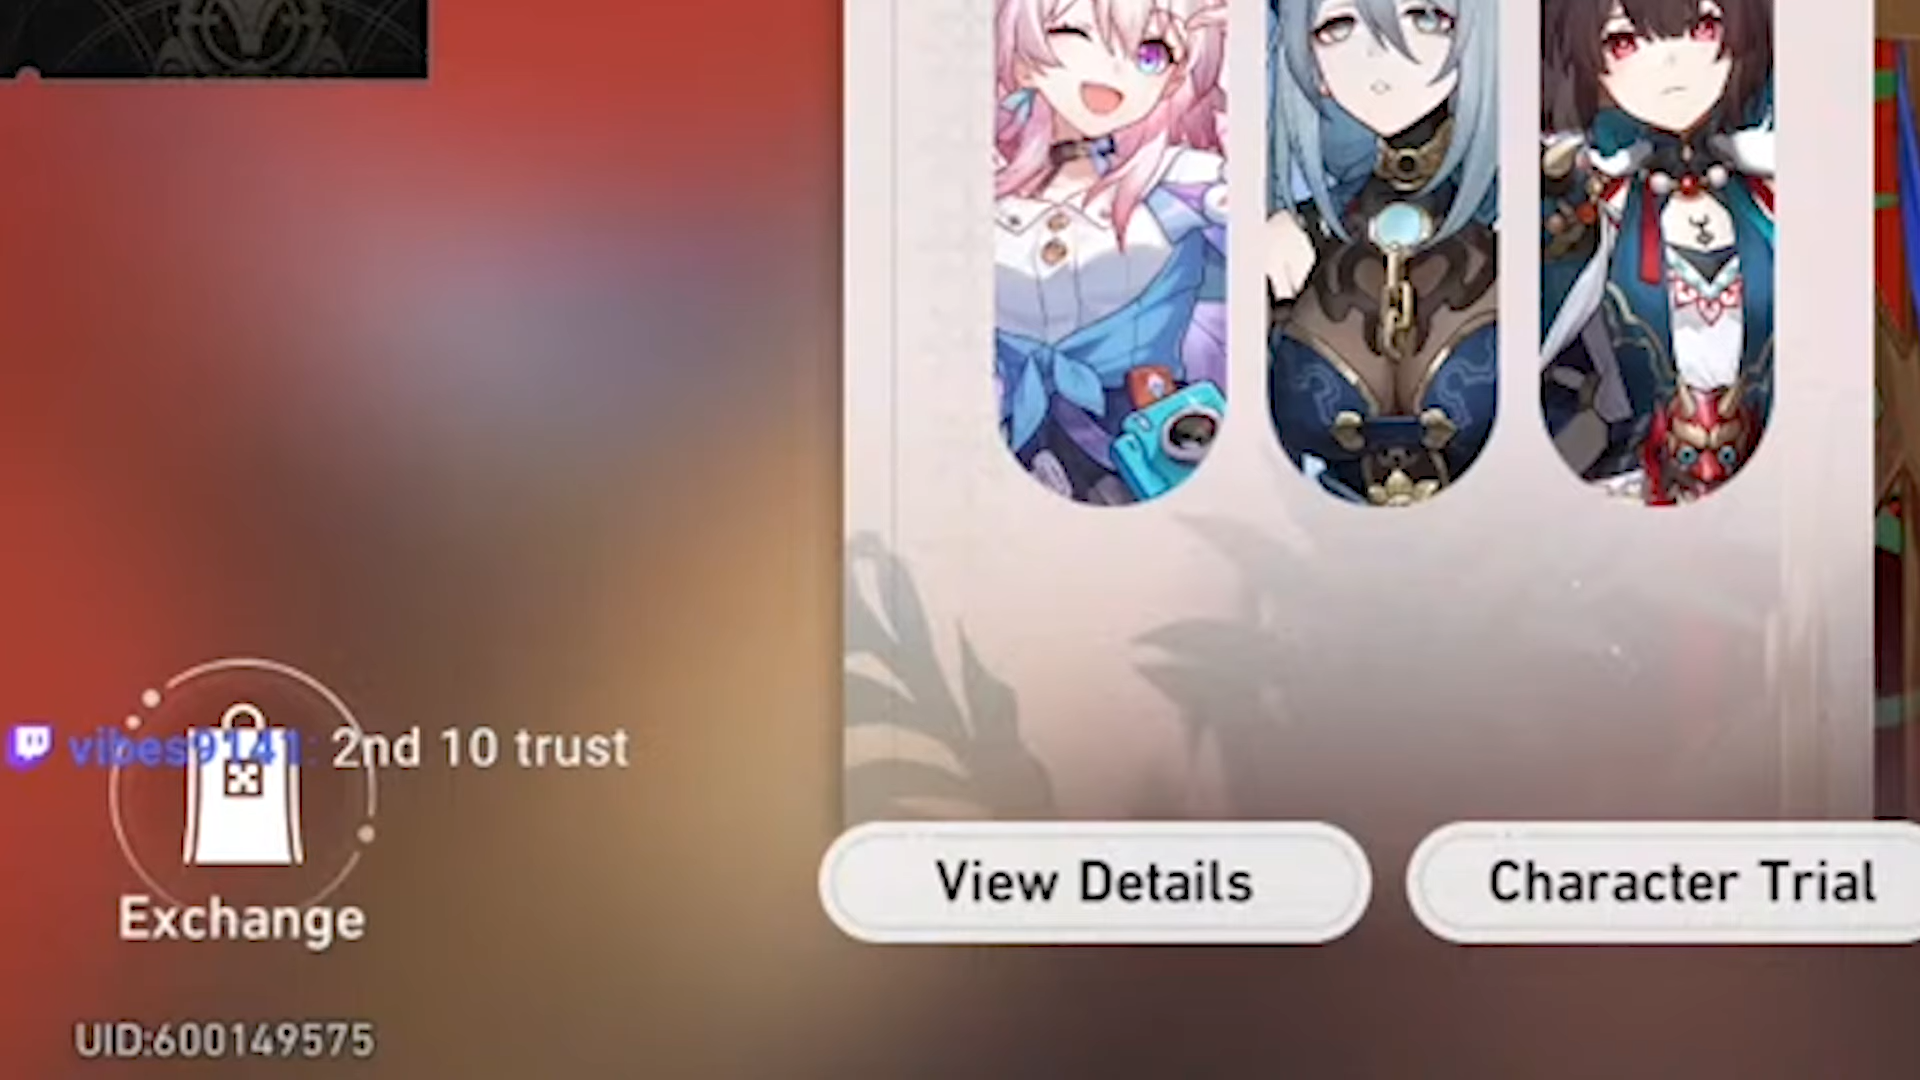 vibes9141: 2nd 10 trust
View Details
Character Trial
Exchange
UID:600149575